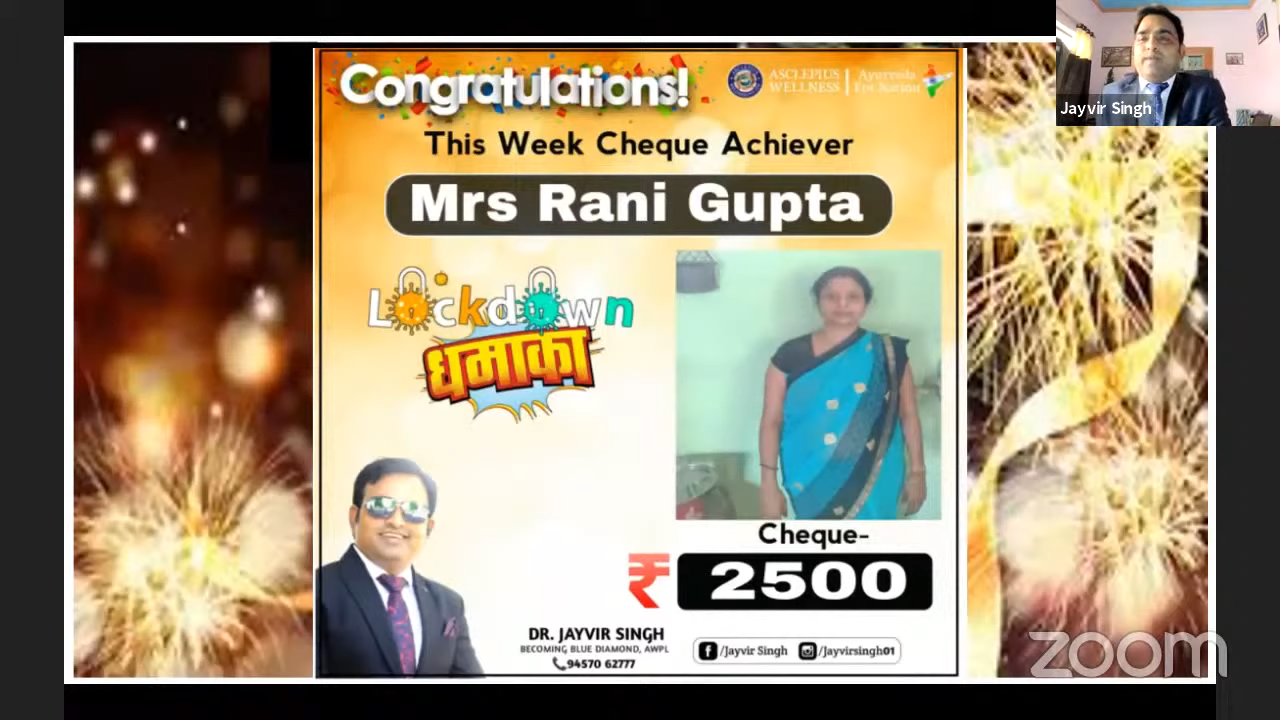 Congratulations!
ASCLEPIUS
WELLNESS
Ayurveda
For Nation
Jayvir Singh
This Week Cheque Achiever
Mrs Rani Gupta
Lockdown
धमाका
Cheque-
₹ 2500
DR. JAYVIR SINGH
BECOMING BLUE DIAMOND, AWPL
94570 62777
/Jayvir Singh
/Jayvirsingh01
zoom